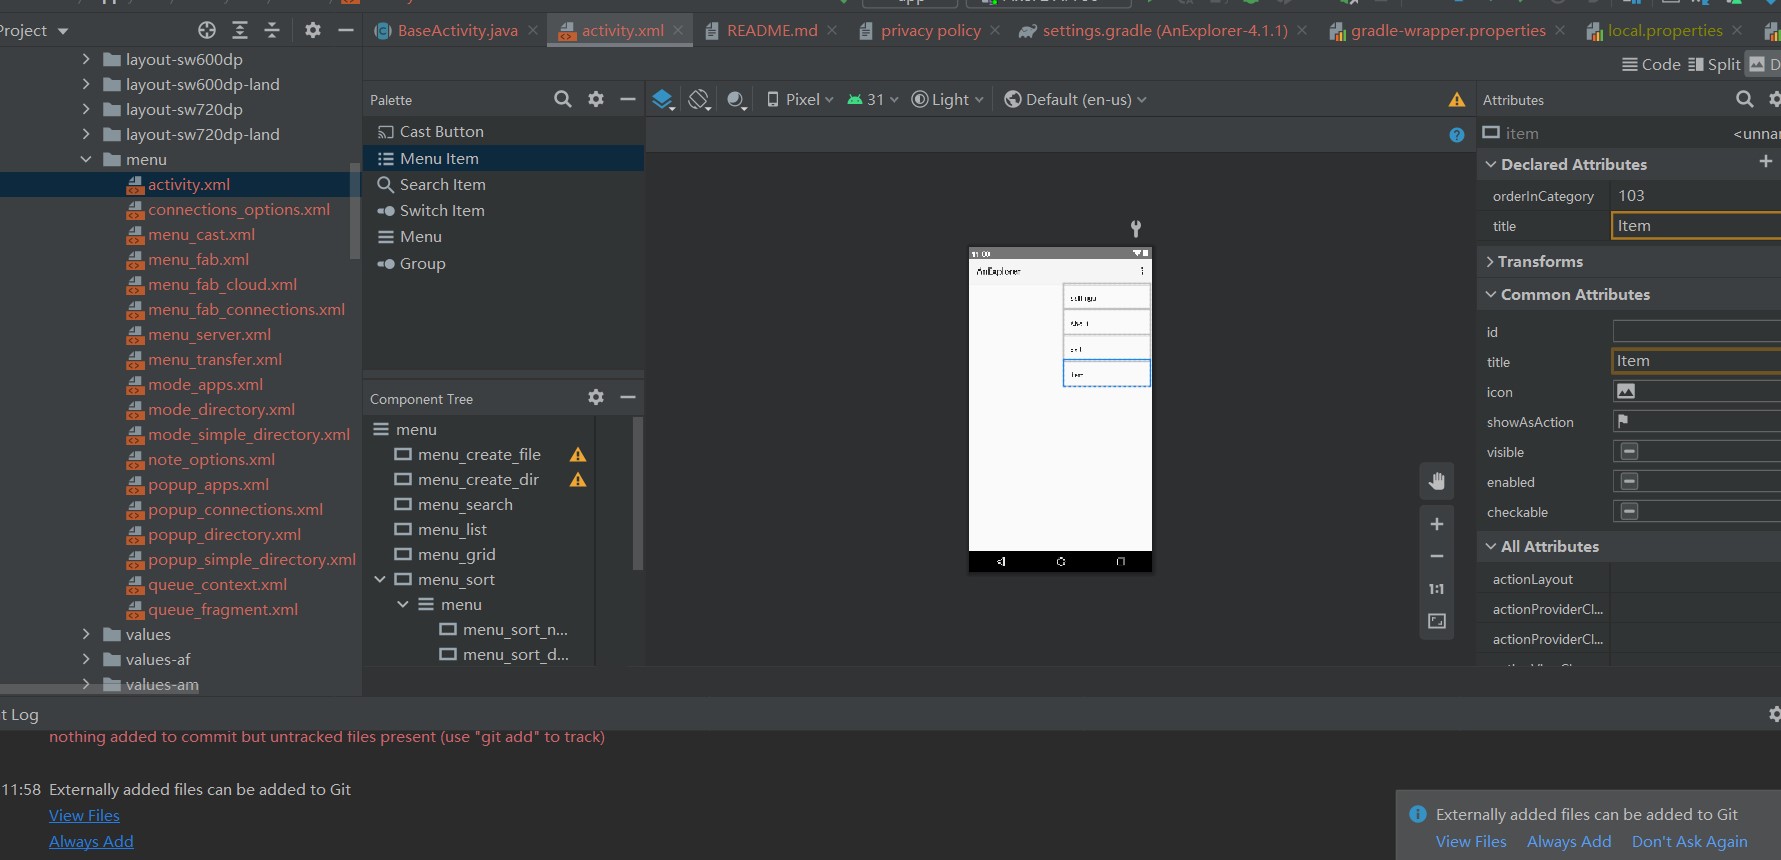 Project
BaseActivity.java
activity.xml
README.md
privacy policy
settings.gradle (AnExplorer-4.1.1)
gradle-wrapper.properties
local.properties
Code
Split
D
layout-sw600dp
layout-sw600dp-land
layout-sw720dp
layout-sw720dp-land
menu
activity.xml
connections_options.xml
menu_cast.xml
menu_fab.xml
menu_fab_cloud.xml
menu_fab_connections.xml
menu_server.xml
menu_transfer.xml
mode_apps.xml
mode_directory.xml
mode_simple_directory.xml
note_options.xml
popup_apps.xml
popup_connections.xml
popup_directory.xml
popup_simple_directory.xml
queue_context.xml
queue_fragment.xml
values
values-af
values-am
Palette
Cast Button
Menu Item
Search Item
Switch Item
Menu
Group
Component Tree
menu
menu_create_file
menu_create_dir
menu_search
menu_list
menu_grid
menu_sort
menu
menu_sort_n...
menu_sort_d...
Pixel
31
Light
Default (en-us)
AnExplorer
Item
1:1
Attributes
item
<unnan
Declared Attributes
orderInCategory 103
title Item
Transforms
Common Attributes
id
title Item
icon
showAsAction
visible
enabled
checkable
All Attributes
actionLayout
actionProviderCl...
actionProviderCl...
t Log
nothing added to commit but untracked files present (use "git add" to track)
11:58 Externally added files can be added to Git
View Files
Always Add
Externally added files can be added to Git
View Files Always Add Don't Ask Again